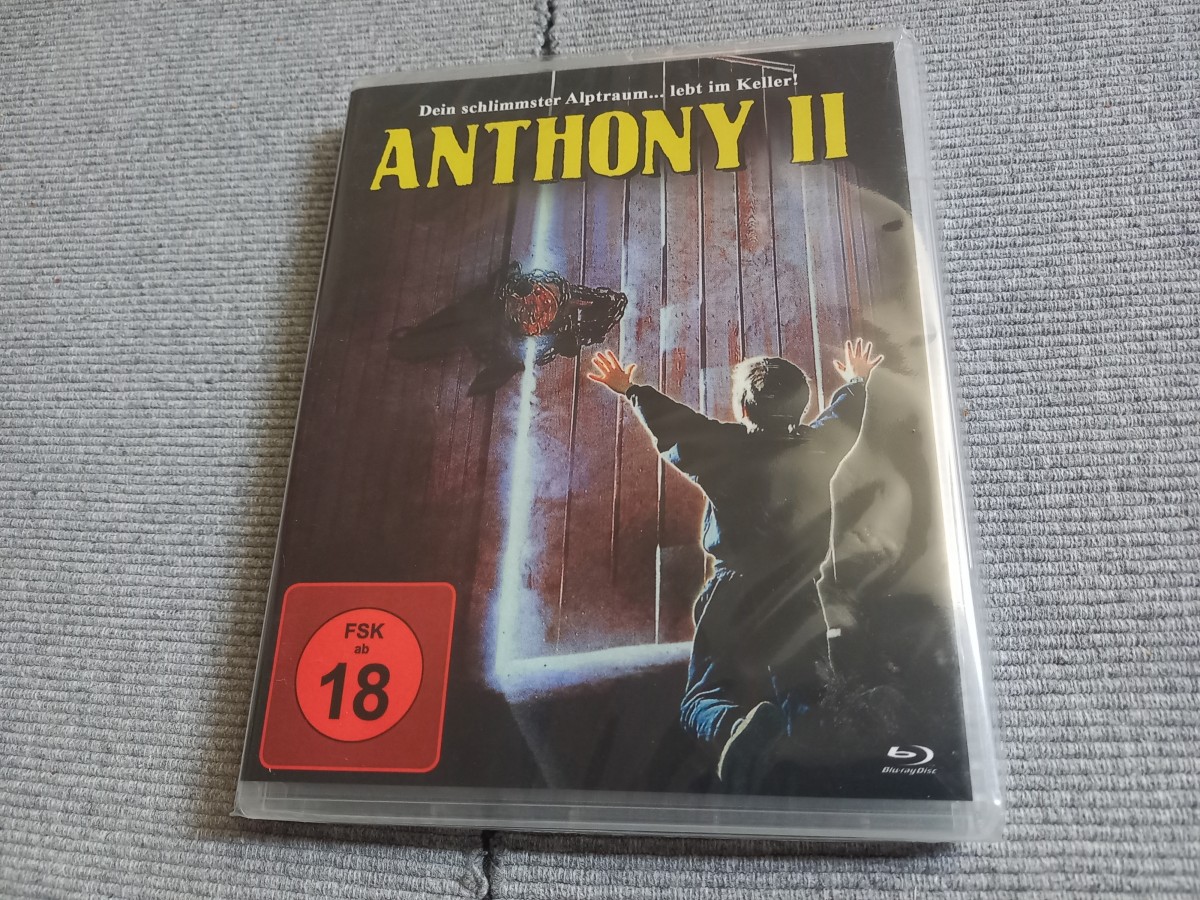 Dein schlimmster Alptraum... lebt im Keller!
ANTHONY II
FSK
ab
18
Blu-ray Disc